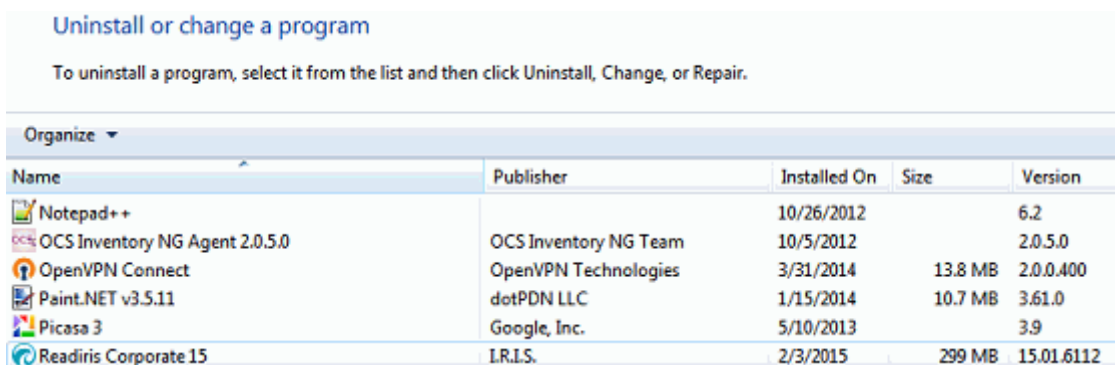 Uninstall or change a program
To uninstall a program, select it from the list and then click Uninstall, Change, or Repair.
Organize
Name Publisher Installed On Size Version
Notepad++ 10/26/2012 6.2
OCS Inventory NG Agent 2.0.5.0 OCS Inventory NG Team 10/5/2012 2.0.5.0
OpenVPN Connect OpenVPN Technologies 3/31/2014 13.8 MB 2.0.0.400
Paint.NET v3.5.11 dotPDN LLC 1/15/2014 10.7 MB 3.61.0
Picasa 3 Google, Inc. 5/10/2013 3.9
Readiris Corporate 15 I.R.I.S. 2/3/2015 299 MB 15.01.6112